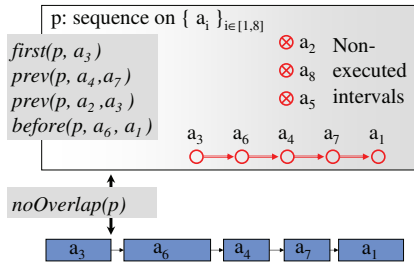 p: sequence on { a_i }_{i∈[1,8]}
first(p, a_3)
prev(p, a_4,a_7)
prev(p, a_2 ,a_3)
before(p, a_6 , a_1)
⊗ a_2
⊗ a_8
⊗ a_5
Non-
executed
intervals
a_3 a_6 a_4 a_7 a_1
noOverlap(p)
a_3 a_6 a_4 a_7 a_1